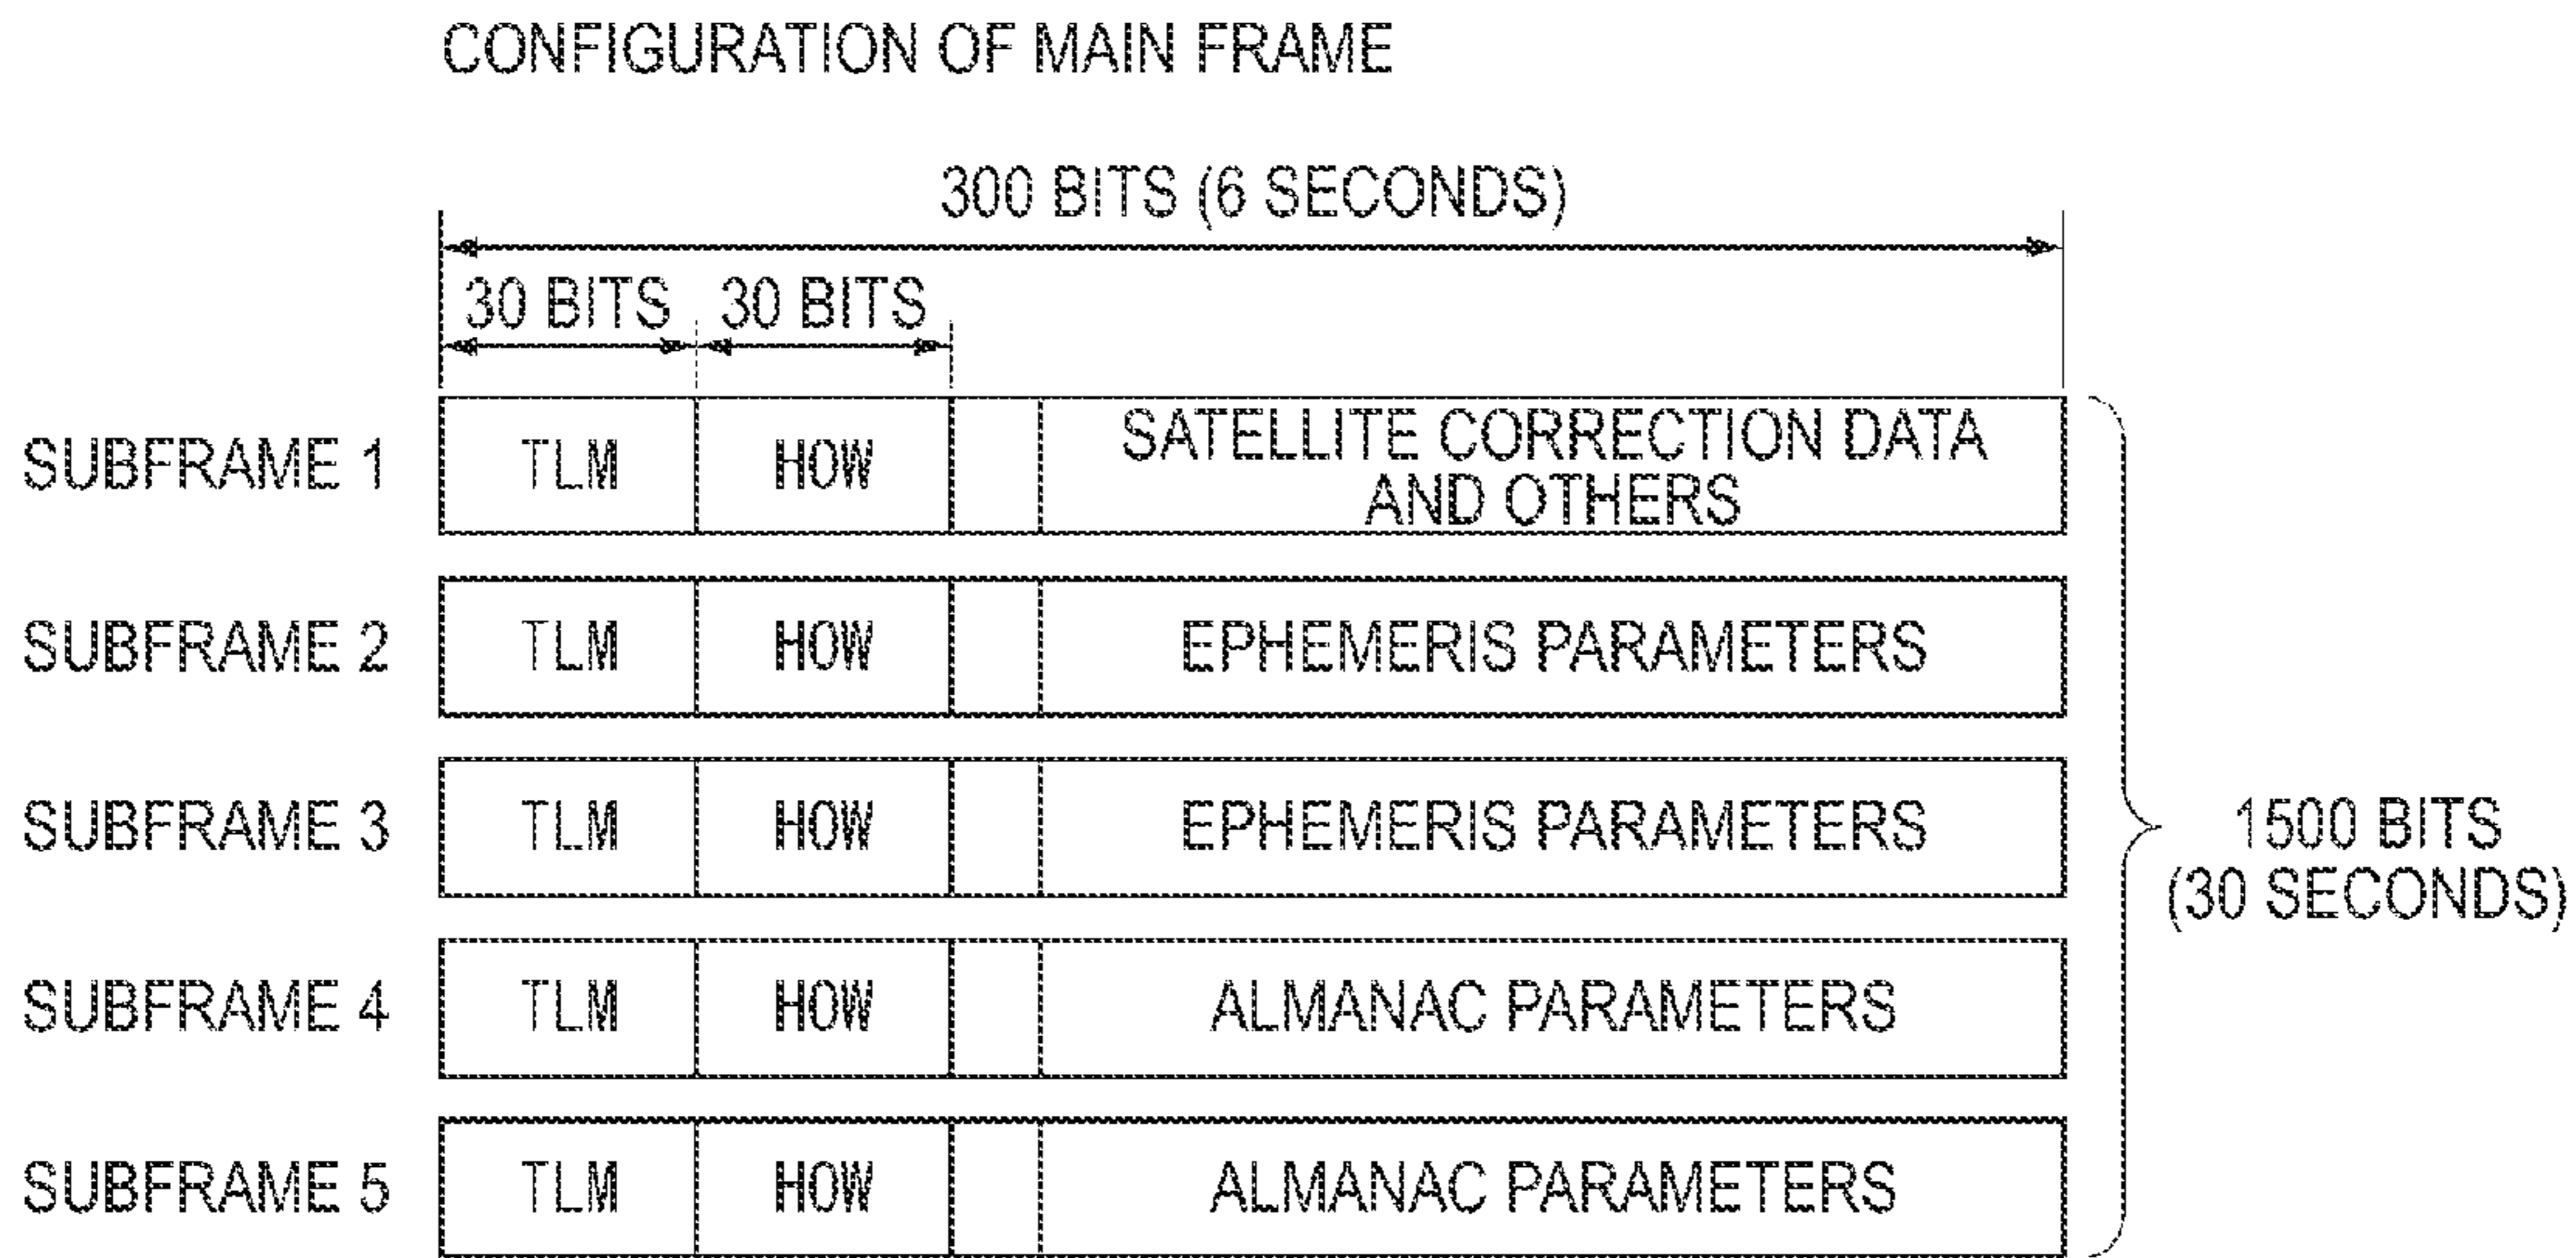 CONFIGURATION OF MAIN FRAME
300 BITS (6 SECONDS)
30 BITS 30 BITS
SUBFRAME 1 TLM HOW SATELLITE CORRECTION DATA
AND OTHERS
SUBFRAME 2 TLM HOW EPHEMERIS PARAMETERS
SUBFRAME 3 TLM HOW EPHEMERIS PARAMETERS
1500 BITS
(30 SECONDS)
SUBFRAME 4 TLM HOW ALMANAC PARAMETERS
SUBFRAME 5 TLM HOW ALMANAC PARAMETERS